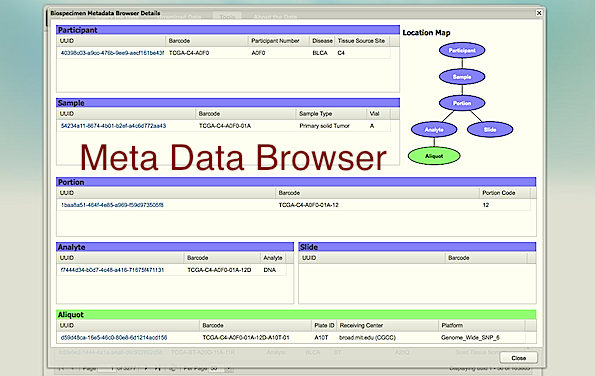 Biospecimen Metadata Browser Details
Participant
UUID Barcode Participant Number Disease Tissue Source Site
40398c03-a9cc-476b-9ee9-aecf161be43f TCGA-C4-A0F0 A0F0 BLCA C4
Location Map
Participant
Sample
Portion
Analyte Slide
Aliquot
Sample
UUID Barcode Sample Type Vial
54234a11-8674-4b01-b2ef-a4c6d772aa43 TCGA-C4-A0F0-01A Primary solid Tumor A
Meta Data Browser
Portion
UUID Barcode Portion Code
1baa8a51-464f-4e85-a969-f59d973505f8 TCGA-C4-A0F0-01A-12 12
Analyte Slide
UUID Barcode Analyte UUID Barcode
f7444d34-b0d7-4c48-a416-71675f471131 TCGA-C4-A0F0-01A-12D DNA
Aliquot
UUID Barcode Plate ID Receiving Center Platform
d59d48ca-16e5-46c0-80e8-6d1214acd156 TCGA-C4-A0F0-01A-12D-A10T-01 A10T broad.mit.edu (CGCC) Genome_Wide_SNP_6
Close